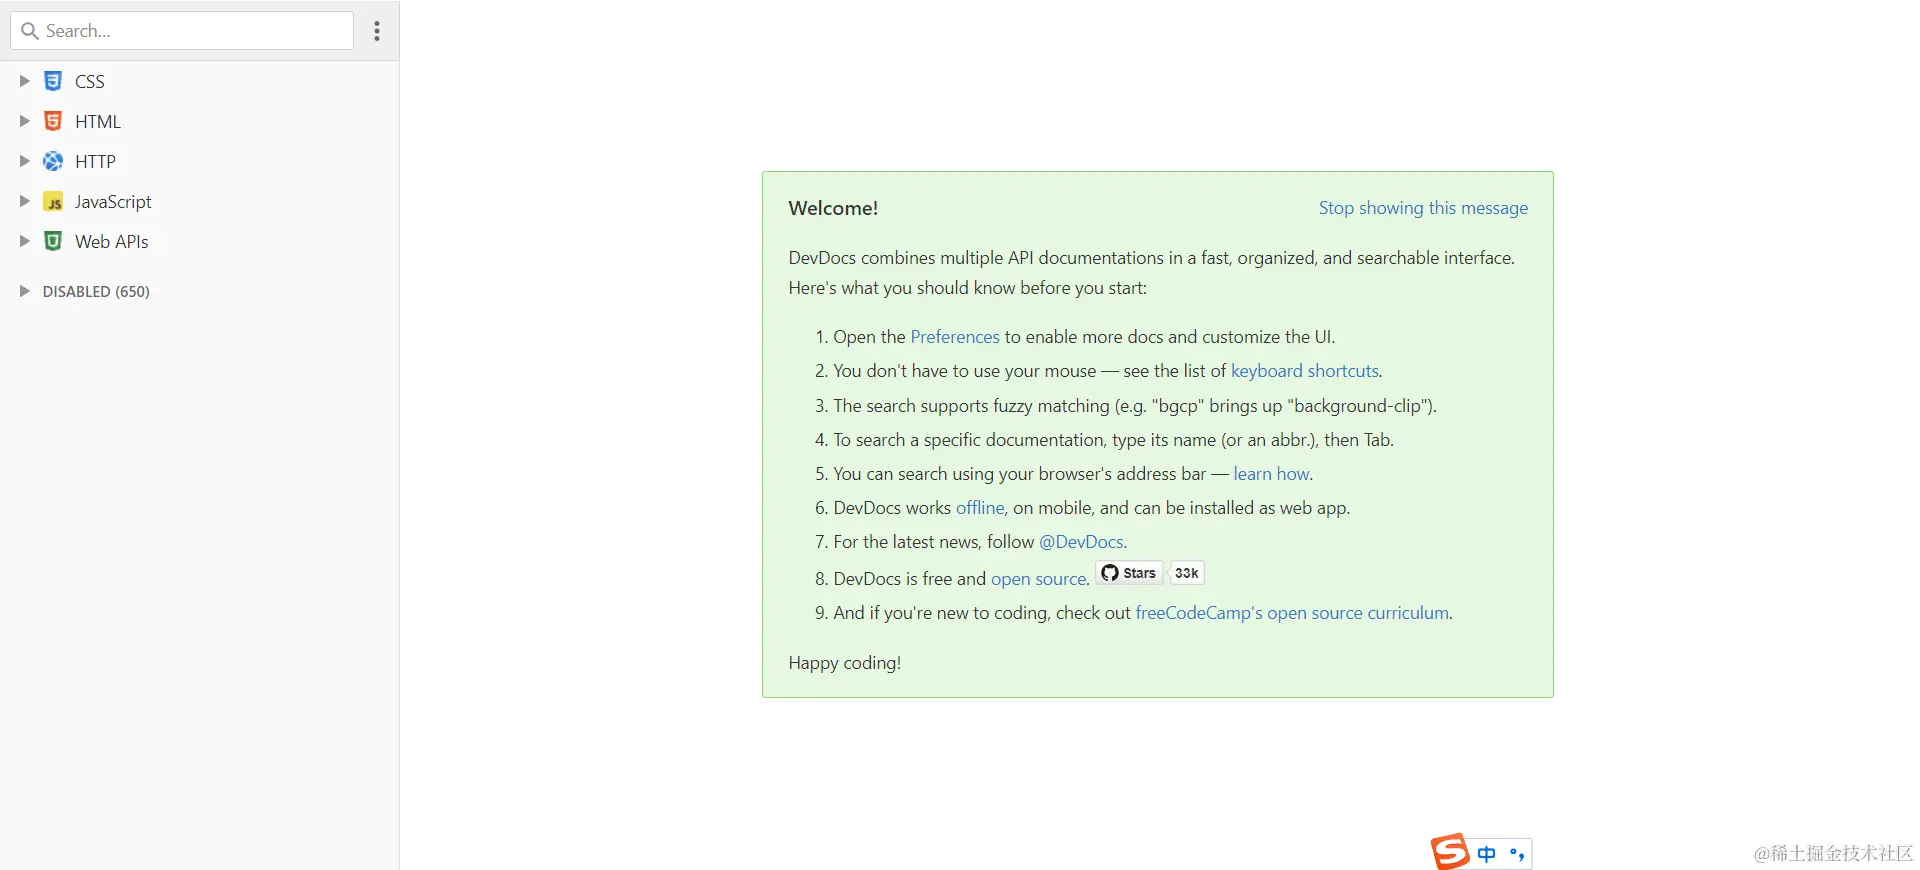 Search...
CSS
HTML
HTTP
JavaScript
Web APIs
DISABLED (650)
Welcome!
Stop showing this message
DevDocs combines multiple API documentations in a fast, organized, and searchable interface.
Here's what you should know before you start:
1. Open the Preferences to enable more docs and customize the UI.
2. You don't have to use your mouse — see the list of keyboard shortcuts.
3. The search supports fuzzy matching (e.g. "bgcp" brings up "background-clip").
4. To search a specific documentation, type its name (or an abbr.), then Tab.
5. You can search using your browser's address bar — learn how.
6. DevDocs works offline, on mobile, and can be installed as web app.
7. For the latest news, follow @DevDocs.
8. DevDocs is free and open source. Stars 33k
9. And if you're new to coding, check out freeCodeCamp's open source curriculum.
Happy coding!
中 °,
@稀土掘金技术社区